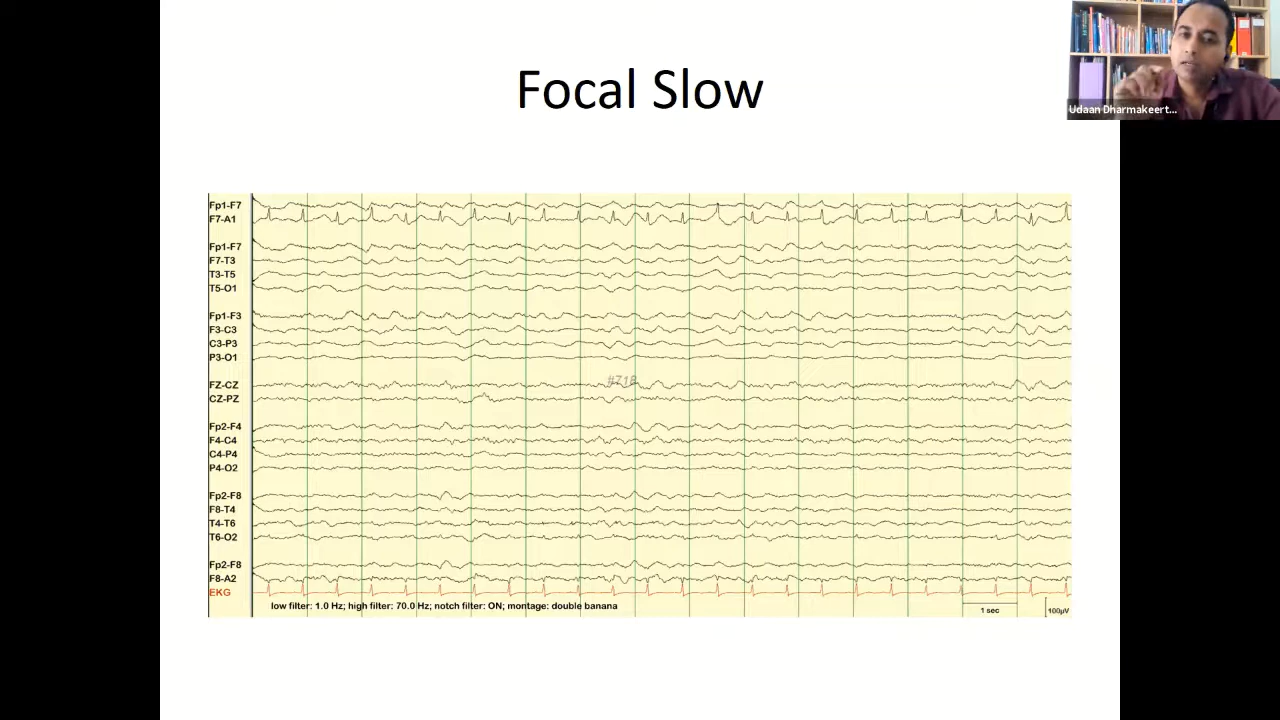 Focal Slow
Udaan Dharmakeert...
Fp1-F7
F7-A1
Fp1-F7
F7-T3
T3-T5
T5-O1
Fp1-F3
F3-C3
C3-P3
P3-O1
FZ-CZ
CZ-PZ
Fp2-F4
F4-C4
C4-P4
P4-O2
Fp2-F8
F8-T4
T4-T6
T6-O2
Fp2-F8
F8-A2
EKG
low filter: 1.0 Hz; high filter: 70.0 Hz; notch filter: ON; montage: double banana
1 sec
100µV